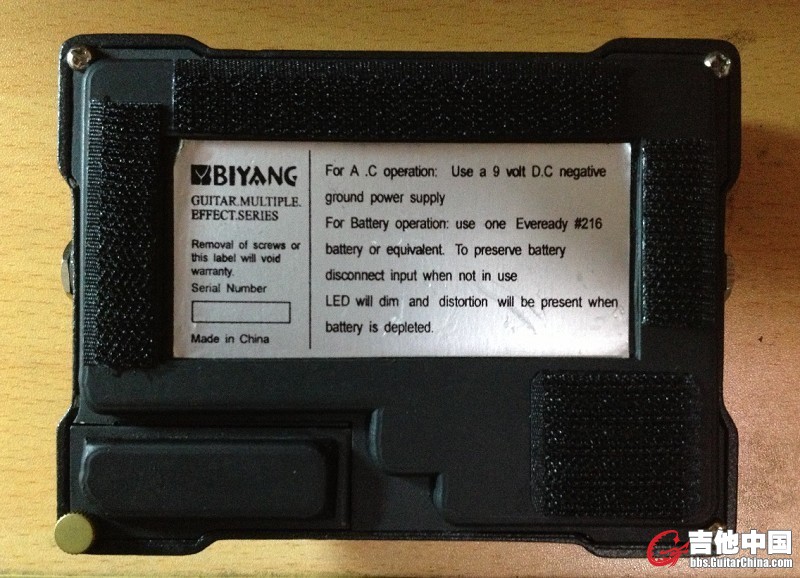 BIYANG
GUITAR.MULTIPLE.
EFFECT.SERIES
Removal of screws or
this label will void
warranty.
Serial Number
Made in China
For A .C operation: Use a 9 volt D.C negative
ground power supply
For Battery operation: use one Eveready #216
battery or equivalent. To preserve battery
disconnect input when not in use
LED will dim and distortion will be present when
battery is depleted.
吉他中国
bbs.GuitarChina.com